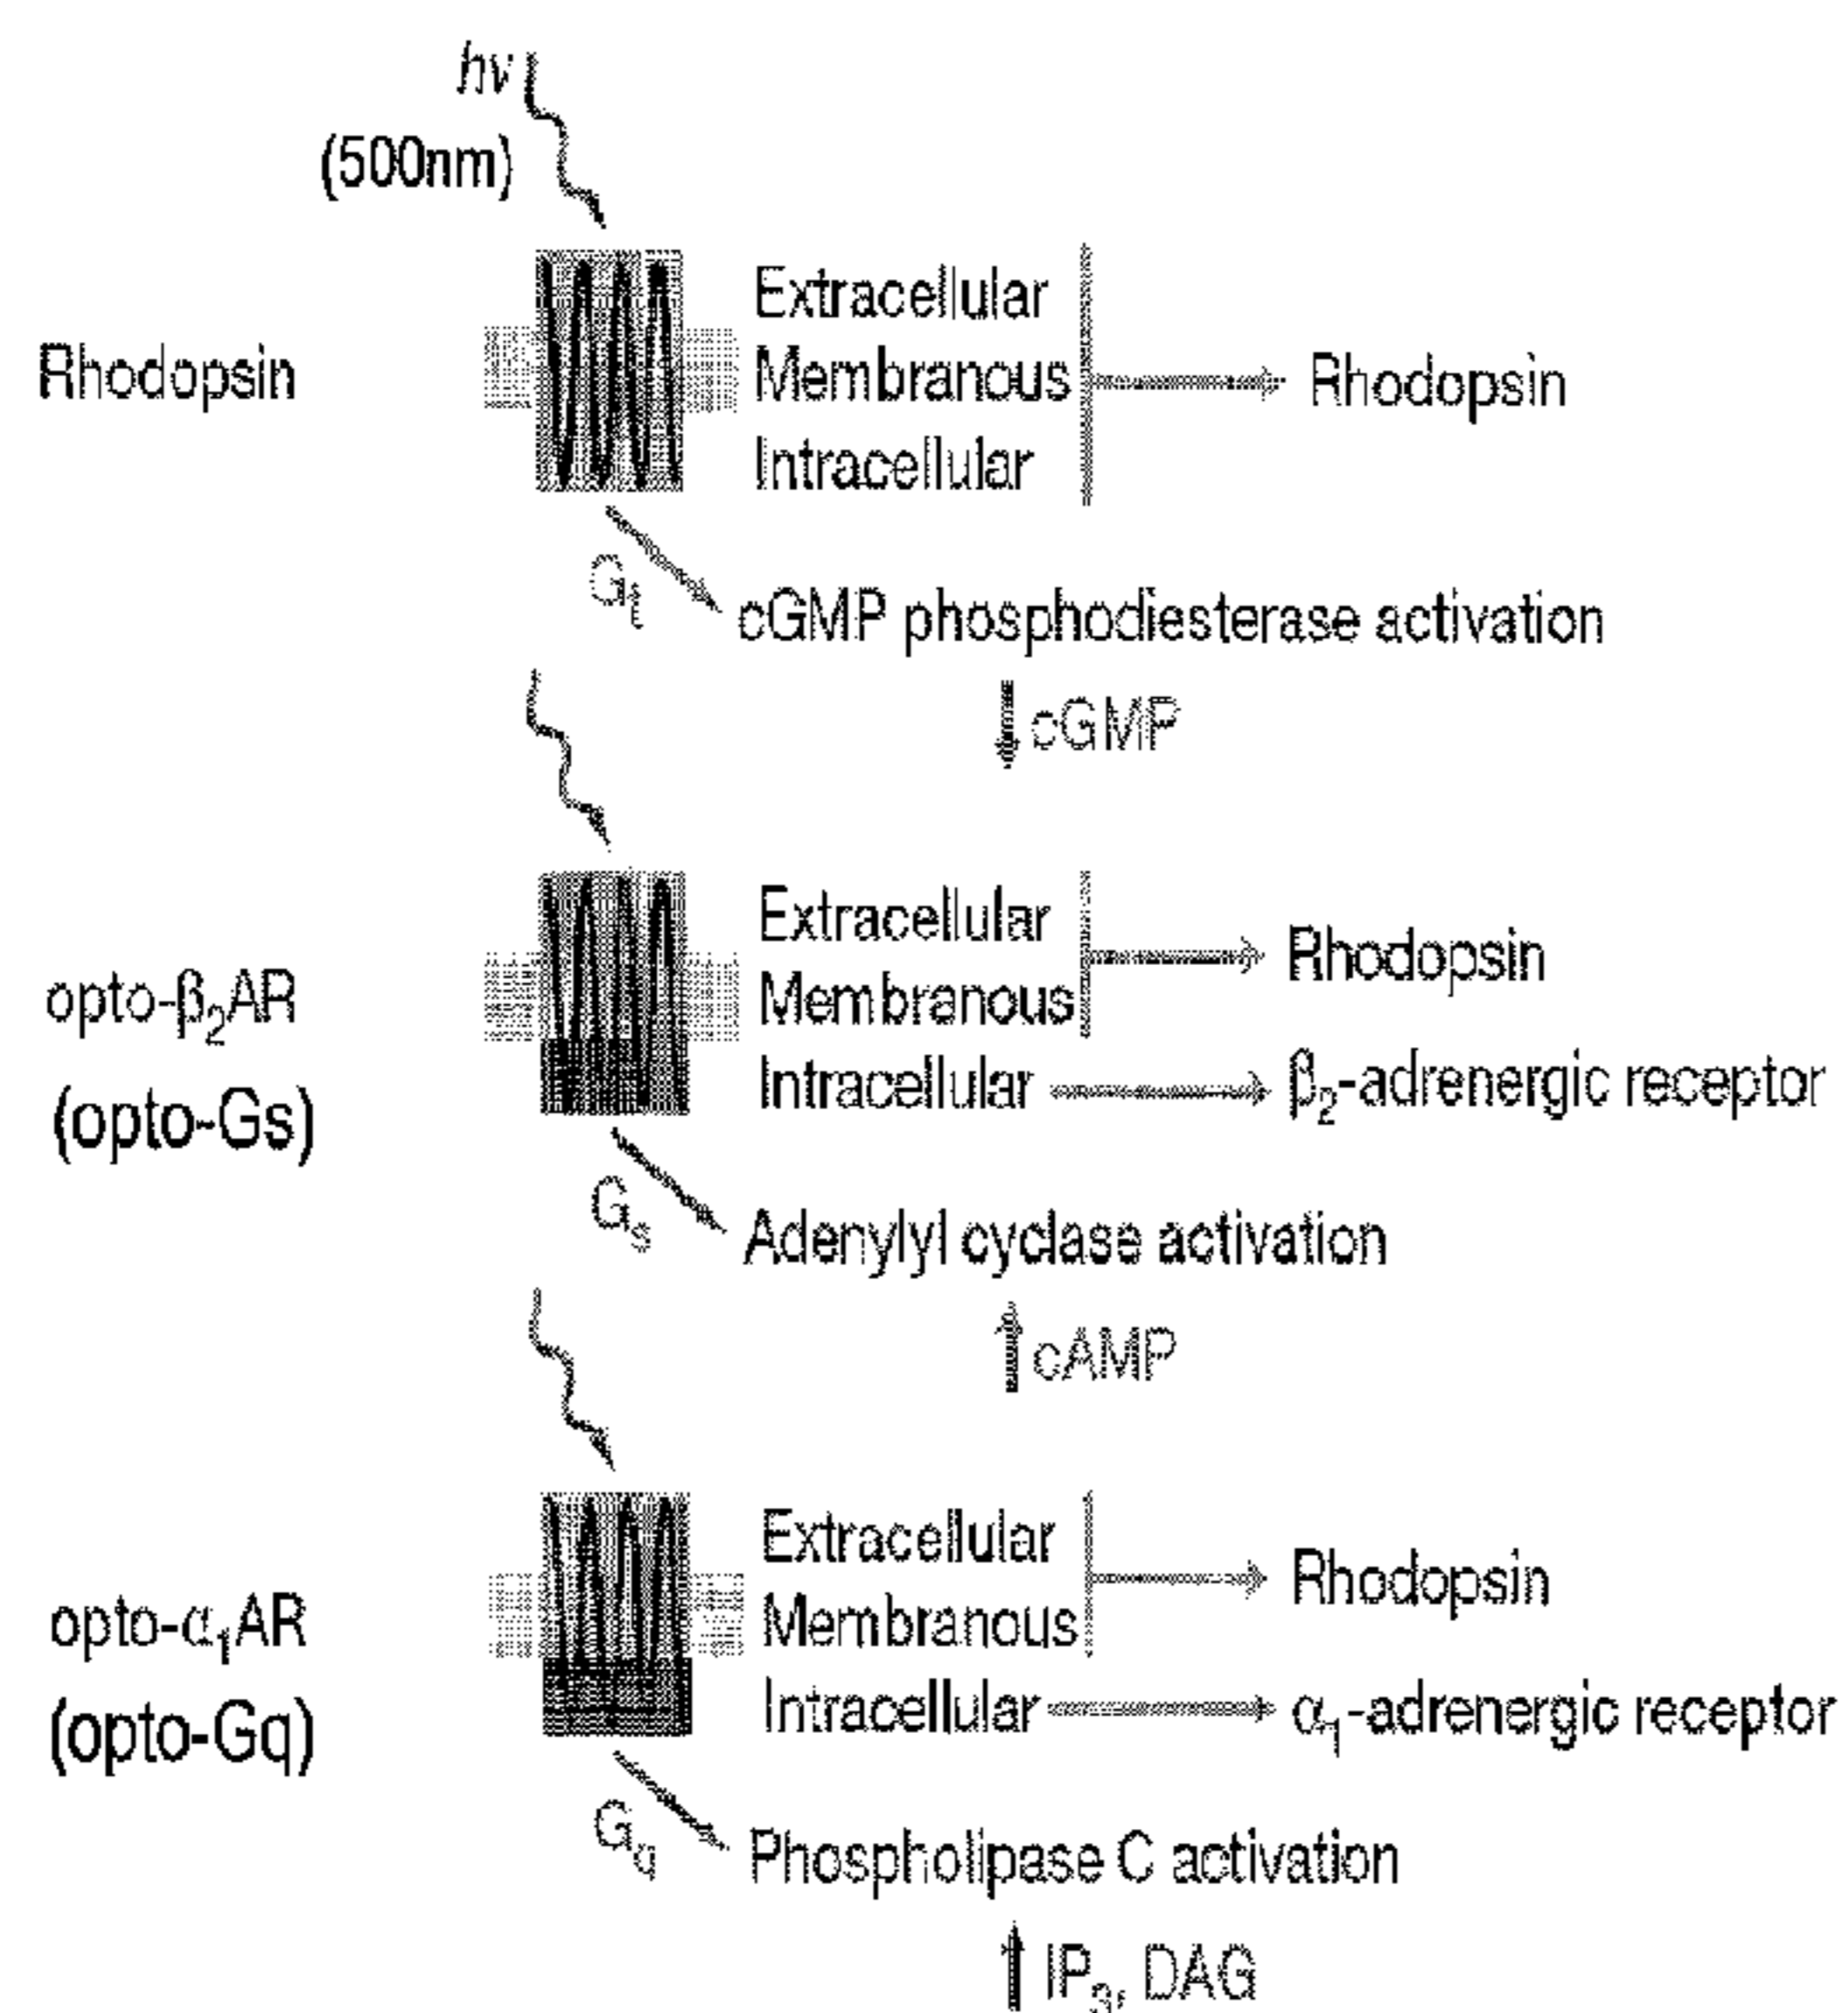 hν
(500nm)
Rhodopsin
Extracellular
Membranous
Intracellular
Rhodopsin
Gt
cGMP phosphodiesterase activation
cGMP
opto-β₂AR
(opto-Gs)
Extracellular
Membranous
Intracellular
Rhodopsin
β₂-adrenergic receptor
Gs
Adenylyl cyclase activation
cAMP
opto-α₁AR
(opto-Gq)
Extracellular
Membranous
Intracellular
Rhodopsin
α₁-adrenergic receptor
Gq
Phospholipase C activation
IP₃, DAG